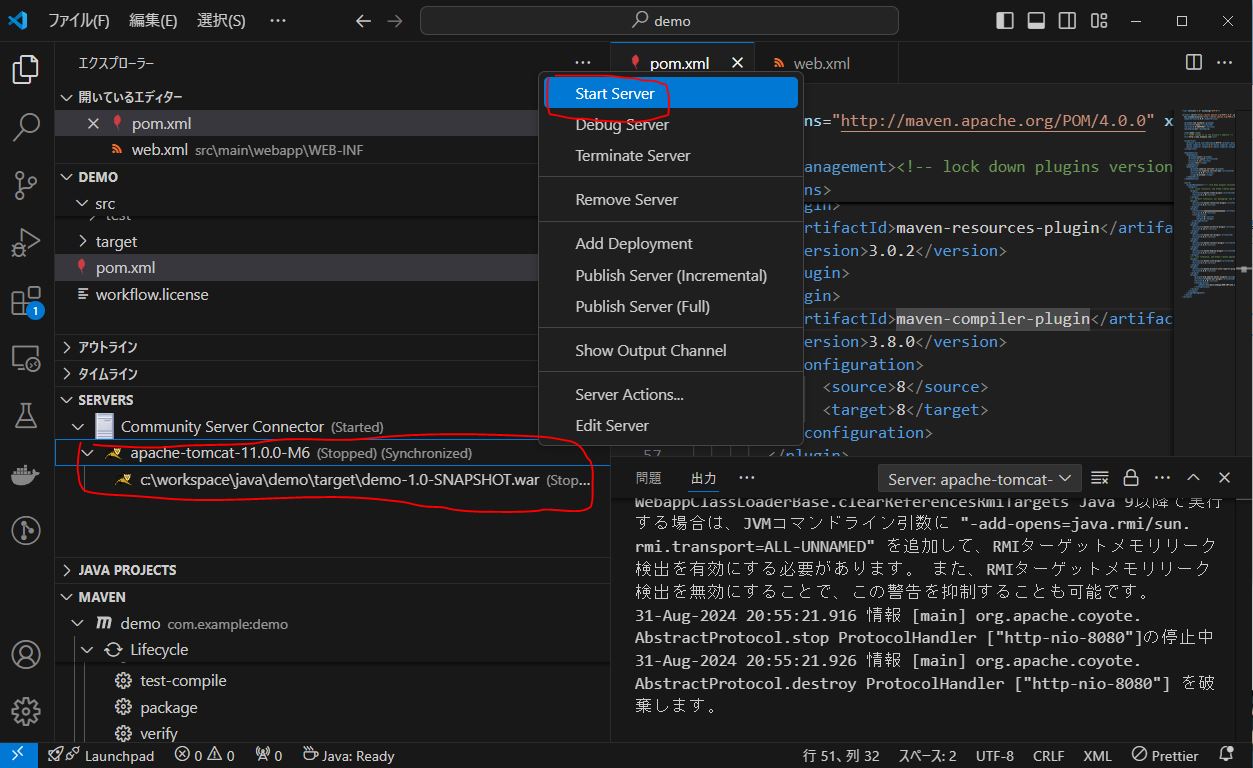 ファイル(F) 編集(E) 選択(S) ··· demo
エクスプローラー ···
開いているエディター
pom.xml
web.xml src\main\webapp\WEB-INF
DEMO
src
test
target
pom.xml
workflow.license
アウトライン
タイムライン
SERVERS
Community Server Connector (Started)
apache-tomcat-11.0.0-M6 (Stopped) (Synchronized)
c:\workspace\java\demo\target\demo-1.0-SNAPSHOT.war (Stop...
JAVA PROJECTS
MAVEN
demo com.example:demo
Lifecycle
test-compile
package
verify
1
pom.xml web.xml
Start Server
Debug Server
Terminate Server
Remove Server
Add Deployment
Publish Server (Incremental)
Publish Server (Full)
Show Output Channel
Server Actions...
Edit Server
ns="http://maven.apache.org/POM/4.0.0" x
anagement><!-- lock down plugins version
ns>
gin>
rtifactId>maven-resources-plugin</artifa
ersion>3.0.2</version>
ugin>
gin>
rtifactId>maven-compiler-plugin</artifac
ersion>3.8.0</version>
onfiguration>
<source>8</source>
<target>8</target>
configuration>
57 </plugin>
問題 出力 ··· Server: apache-tomcat-
WebappClassLoaderBase.clearReferencesRmiTargets Java 9以降で実行
する場合は、JVMコマンドライン引数に "-add-opens=java.rmi/sun.
rmi.transport=ALL-UNNAMED" を追加して、RMIターゲットメモリリーク
検出を有効にする必要があります。 また、RMIターゲットメモリリーク
検出を無効にすることで、この警告を抑制することも可能です。
31-Aug-2024 20:55:21.916 情報 [main] org.apache.coyote.
AbstractProtocol.stop ProtocolHandler ["http-nio-8080"]の停止中
31-Aug-2024 20:55:21.926 情報 [main] org.apache.coyote.
AbstractProtocol.destroy ProtocolHandler ["http-nio-8080"] を破
棄します。
Launchpad 0 0 0 Java: Ready 行 51、列 32 スペース: 2 UTF-8 CRLF XML Prettier